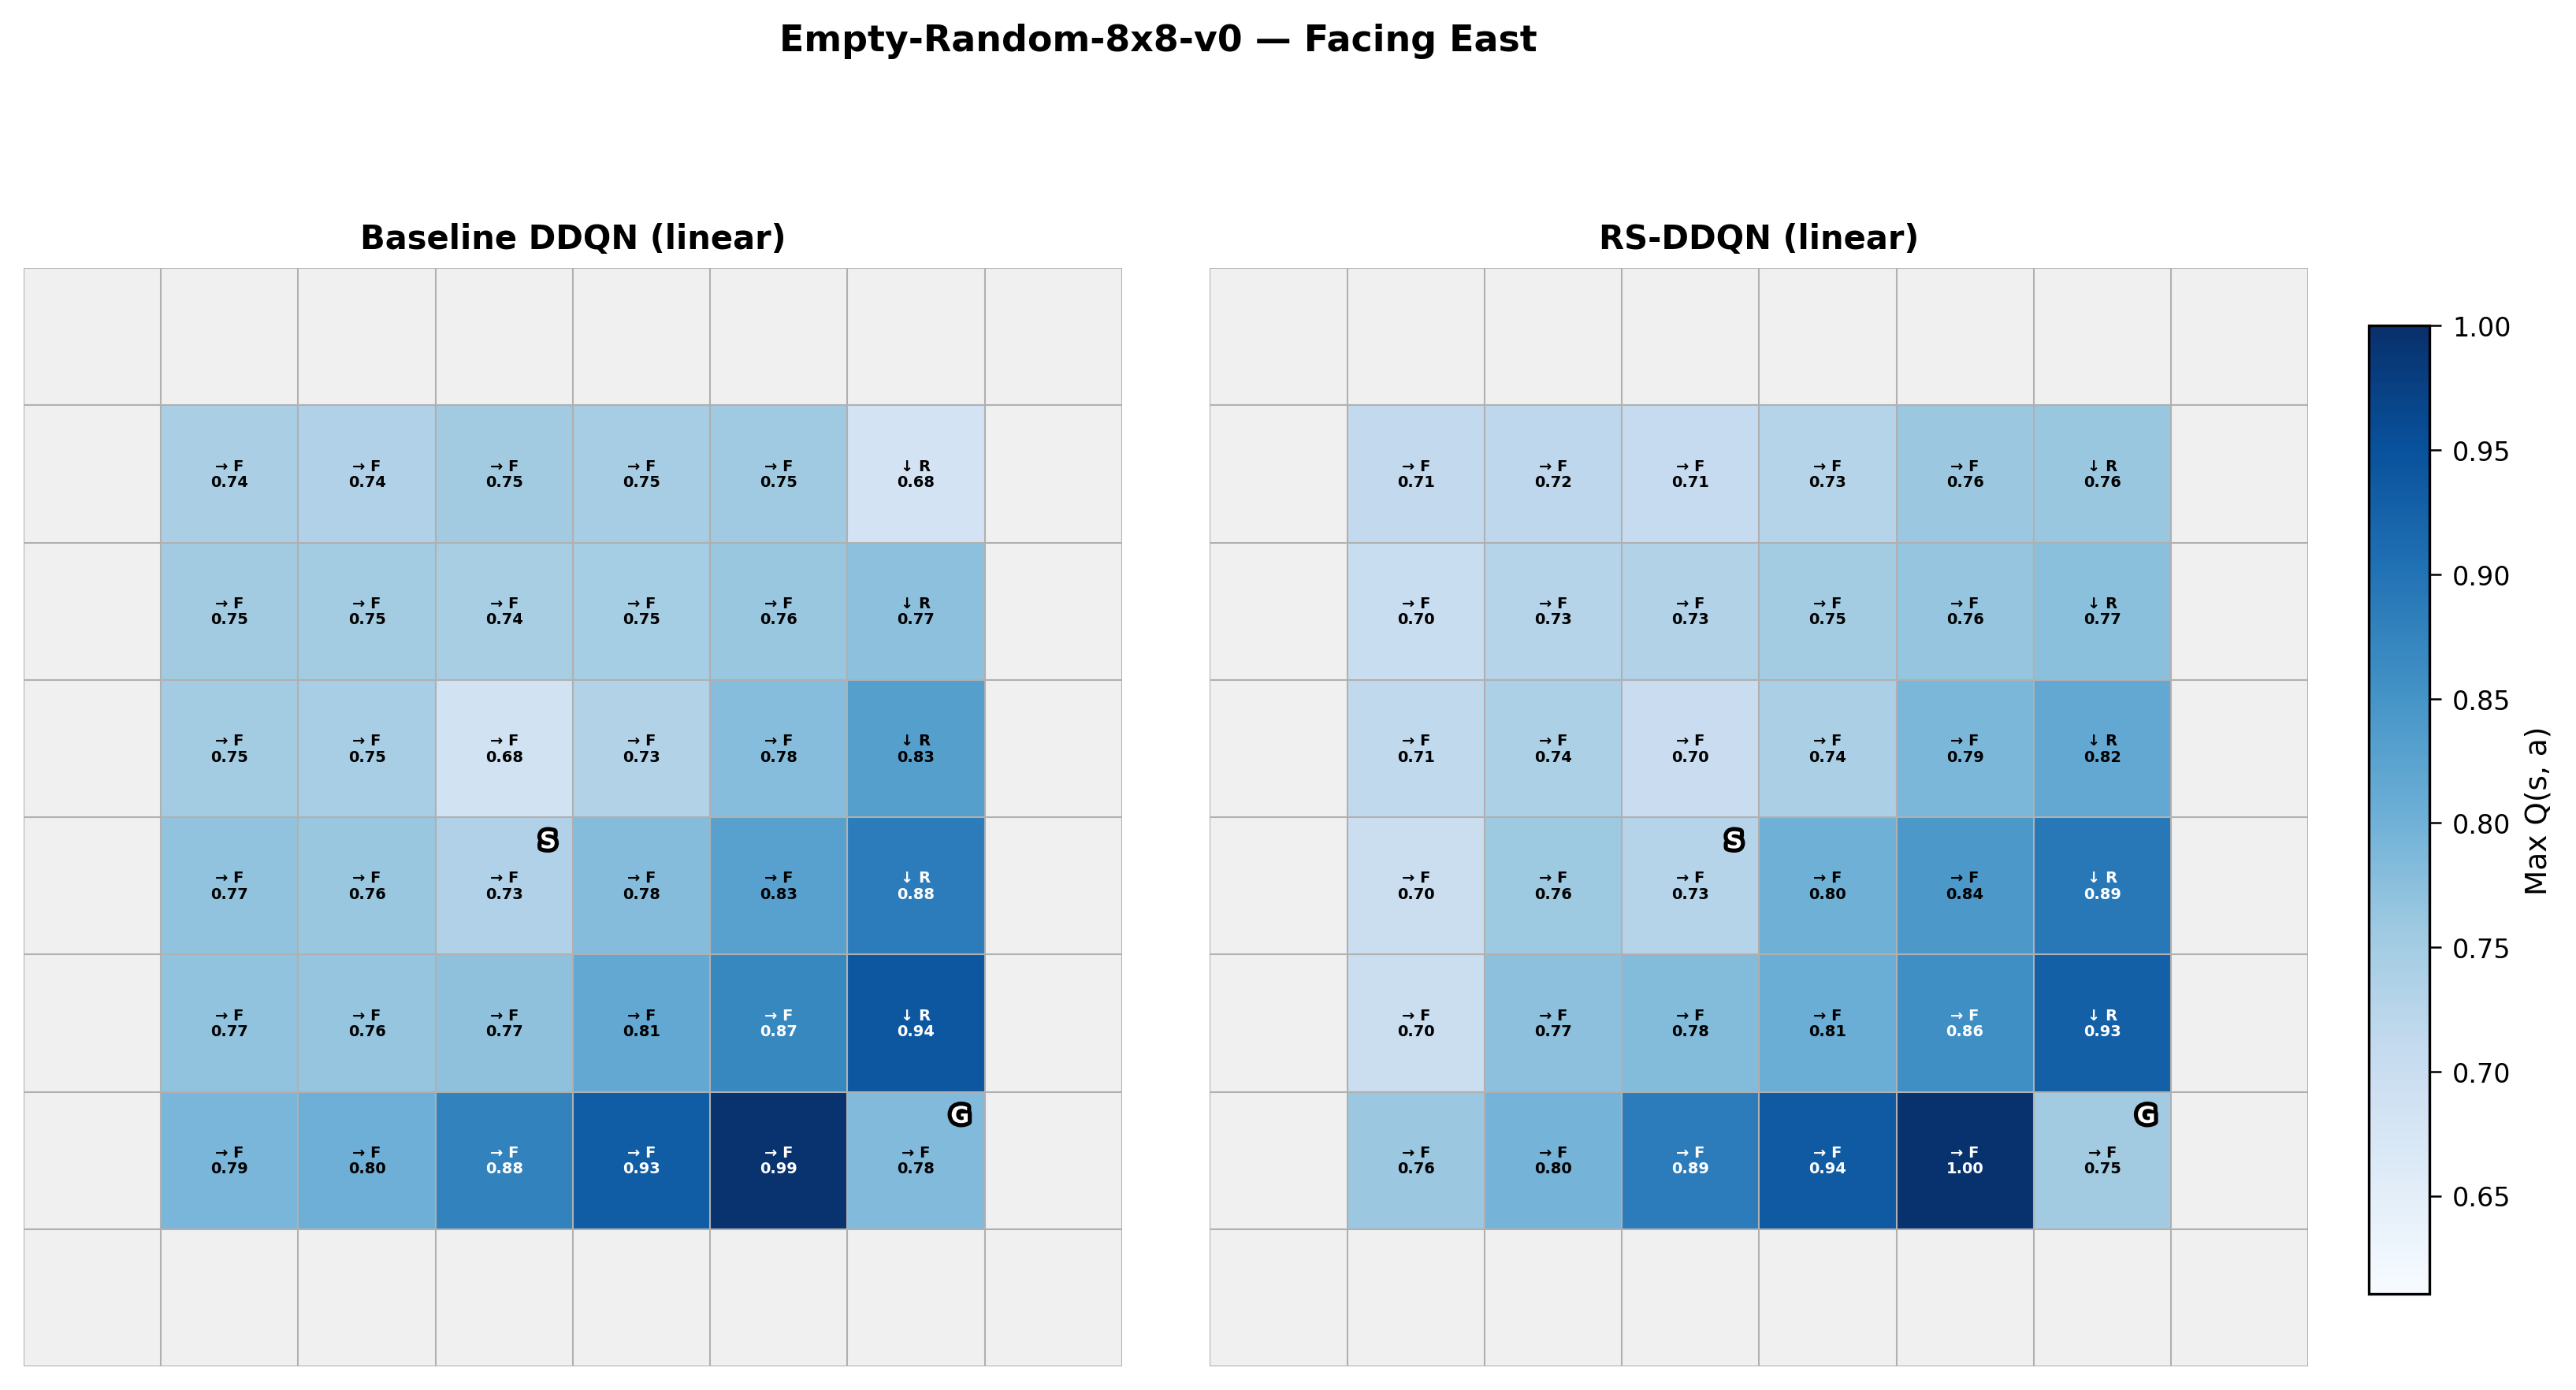 Empty-Random-8x8-v0 — Facing East
Baseline DDQN (linear)
→ F → F → F → F → F ↓ R
0.74 0.74 0.75 0.75 0.75 0.68
→ F → F → F → F → F ↓ R
0.75 0.75 0.74 0.75 0.76 0.77
→ F → F → F → F → F ↓ R
0.75 0.75 0.68 0.73 0.78 0.83
S
→ F → F → F → F → F ↓ R
0.77 0.76 0.73 0.78 0.83 0.88
→ F → F → F → F → F ↓ R
0.77 0.76 0.77 0.81 0.87 0.94
G
→ F → F → F → F → F → F
0.79 0.80 0.88 0.93 0.99 0.78
RS-DDQN (linear)
→ F → F → F → F → F ↓ R
0.71 0.72 0.71 0.73 0.76 0.76
→ F → F → F → F → F ↓ R
0.70 0.73 0.73 0.75 0.76 0.77
→ F → F → F → F → F ↓ R
0.71 0.74 0.70 0.74 0.79 0.82
S
→ F → F → F → F → F ↓ R
0.70 0.76 0.73 0.80 0.84 0.89
→ F → F → F → F → F ↓ R
0.70 0.77 0.78 0.81 0.86 0.93
G
→ F → F → F → F → F → F
0.76 0.80 0.89 0.94 1.00 0.75
1.00
0.95
0.90
0.85
0.80
0.75
0.70
0.65
Max Q(s, a)